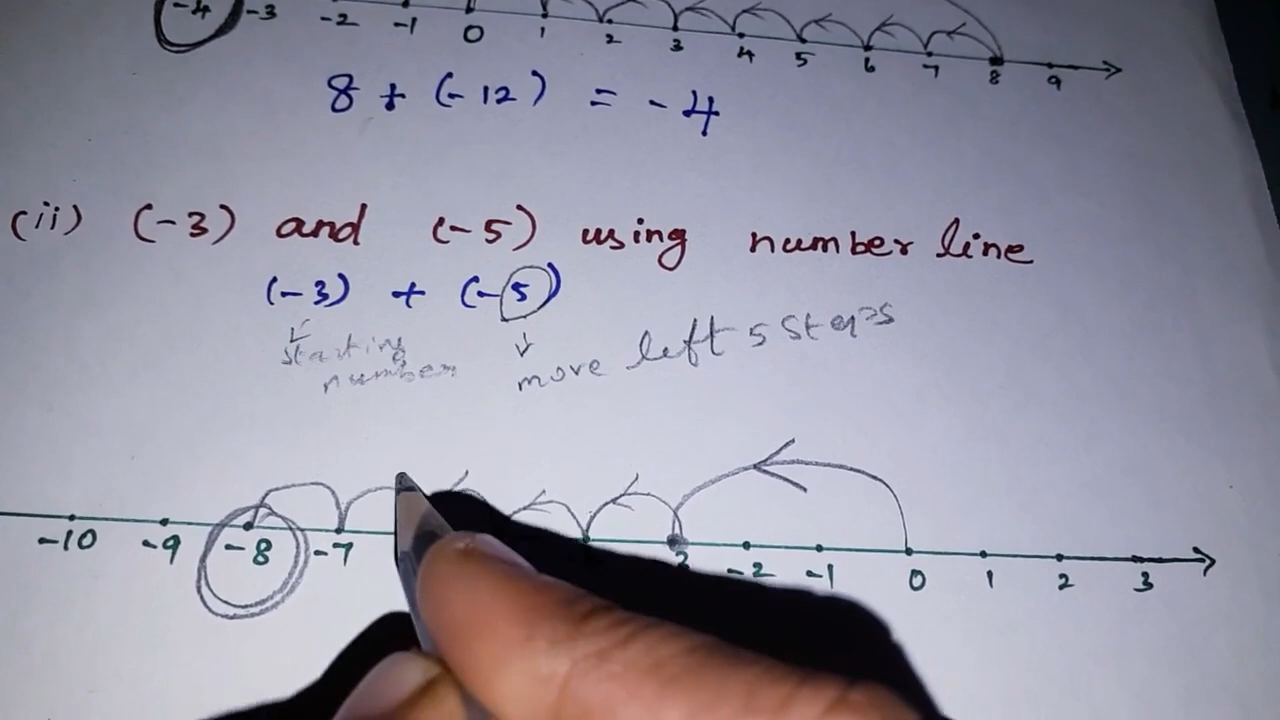 -4 -3 -2 -1 0 1 2 3 4 5 6 7 8 9
8 + (-12) = -4
(ii) (-3) and (-5) using number line
(-3) + (-5)
starting number
move left 5 steps
-10 -9 -8 -7 -2 -1 0 1 2 3